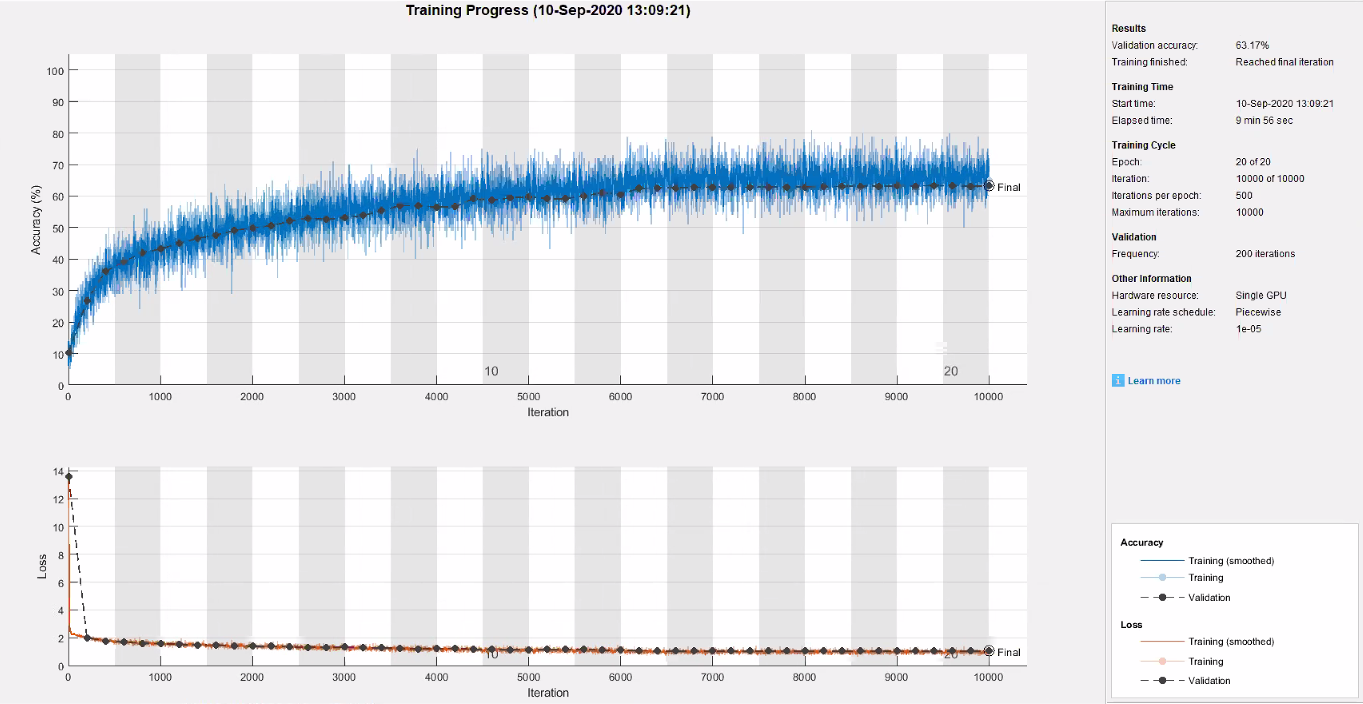 Training Progress (10-Sep-2020 13:09:21)
100
90
80
70
60
50
40
30
20
10
0
Accuracy (%)
10
20
Final
0 1000 2000 3000 4000 5000 6000 7000 8000 9000 10000
Iteration
14
12
10
8
6
4
2
0
Loss
10
20
Final
0 1000 2000 3000 4000 5000 6000 7000 8000 9000 10000
Iteration
Results
Validation accuracy: 63.17%
Training finished: Reached final iteration
Training Time
Start time: 10-Sep-2020 13:09:21
Elapsed time: 9 min 56 sec
Training Cycle
Epoch: 20 of 20
Iteration: 10000 of 10000
Iterations per epoch: 500
Maximum iterations: 10000
Validation
Frequency: 200 iterations
Other Information
Hardware resource: Single GPU
Learning rate schedule: Piecewise
Learning rate: 1e-05
i Learn more
Accuracy
Training (smoothed)
Training
Validation
Loss
Training (smoothed)
Training
Validation